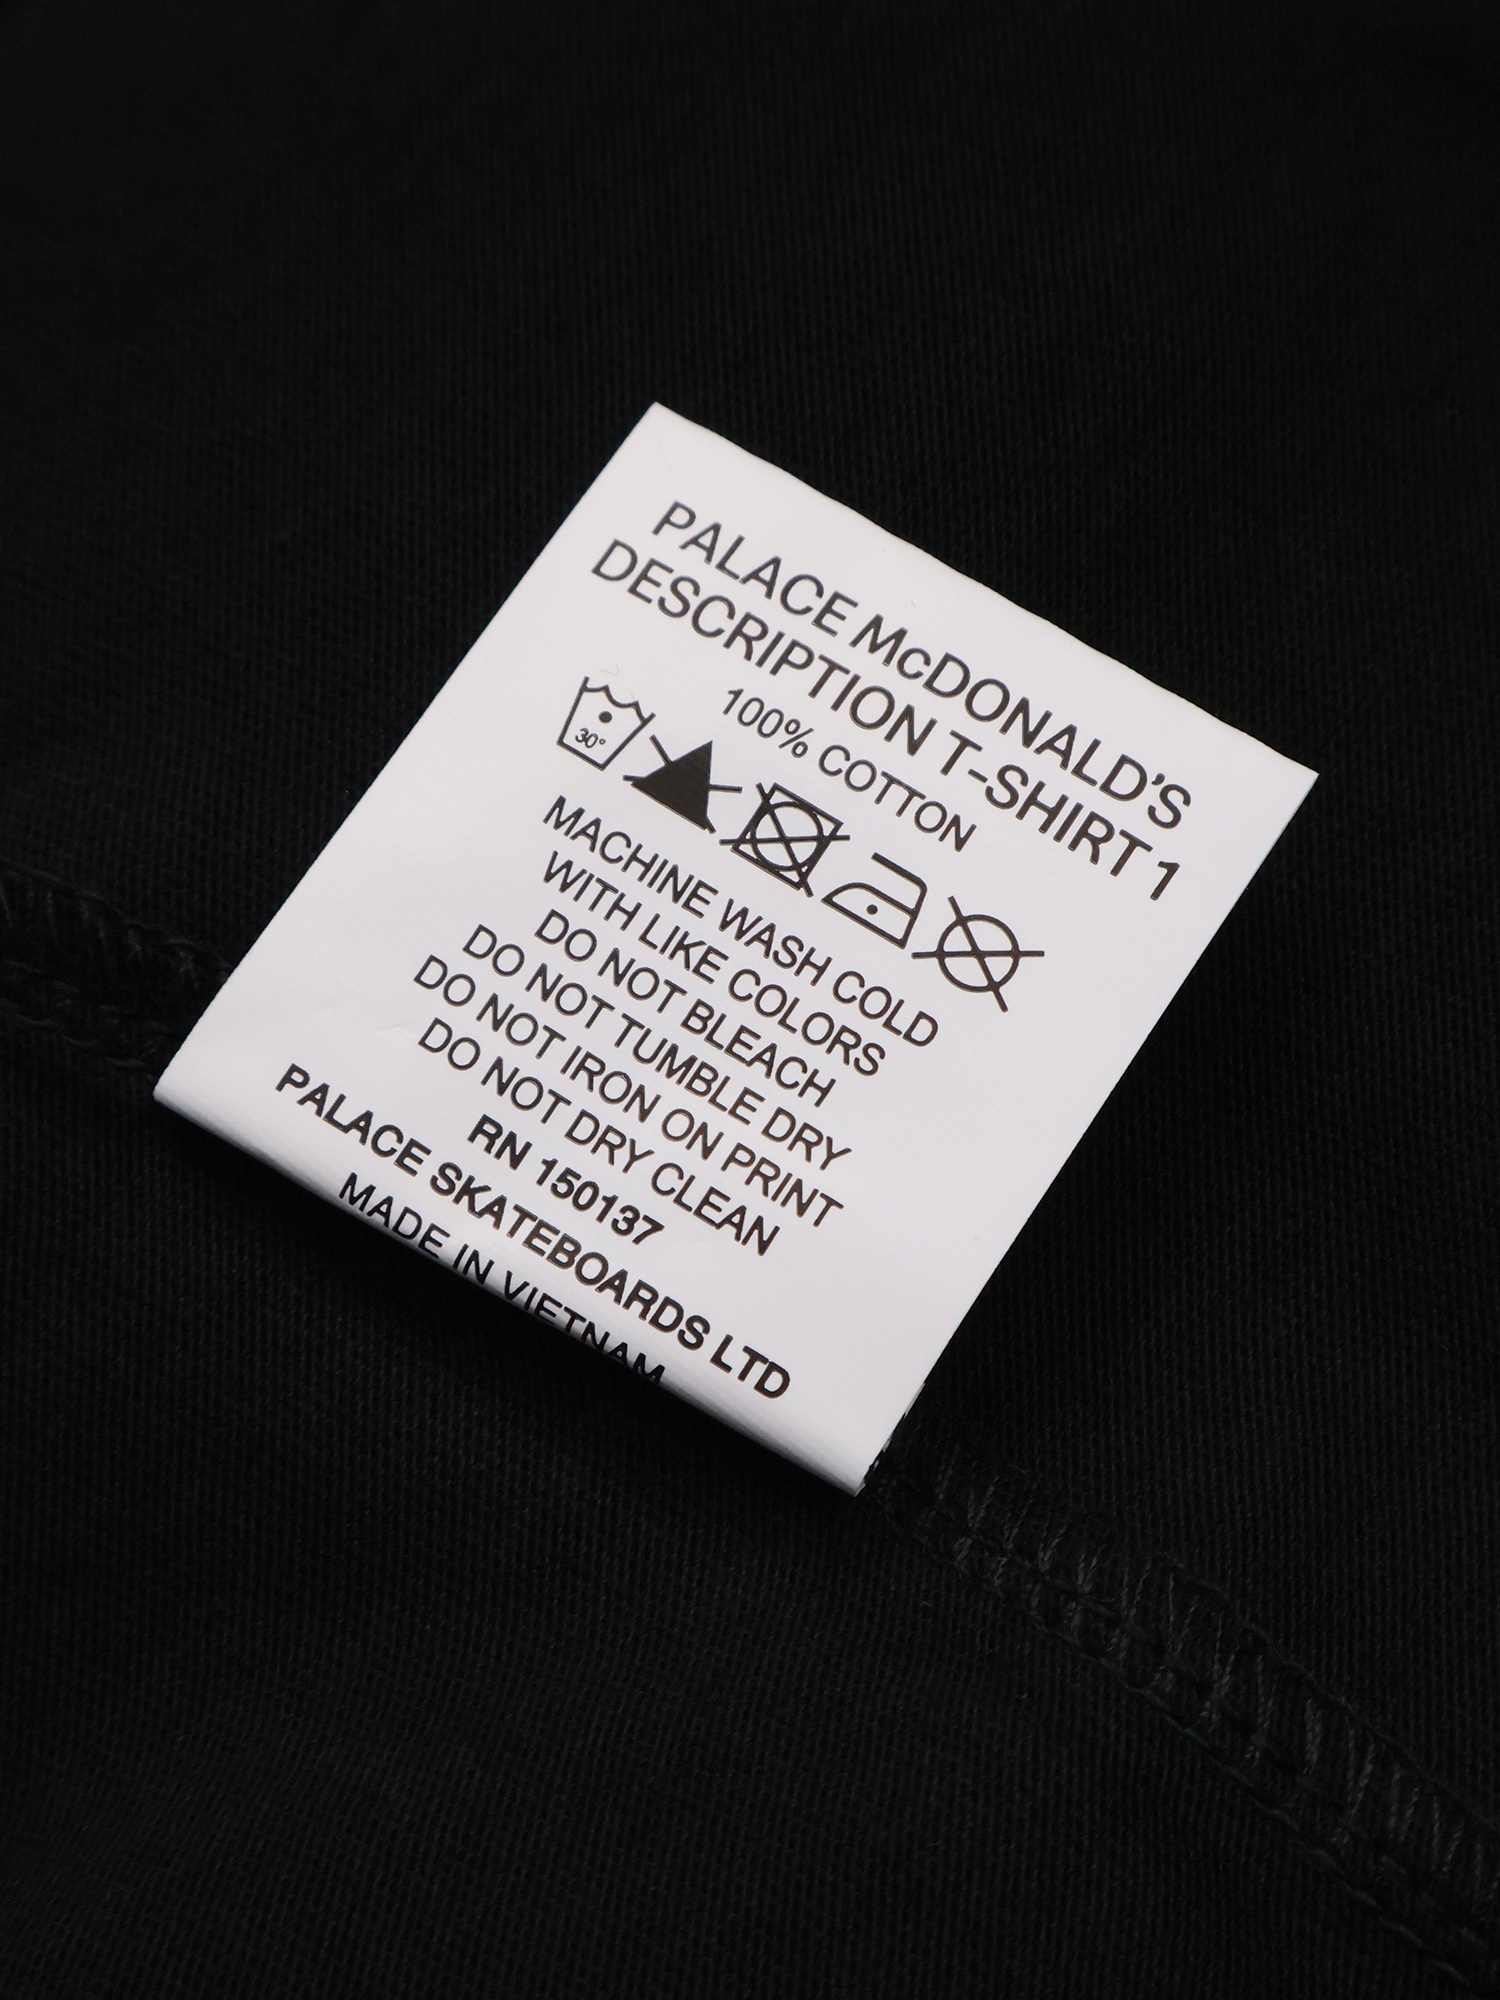 PALACE McDONALD'S
DESCRIPTION T-SHIRT 1
100% COTTON
30°
MACHINE WASH COLD
WITH LIKE COLORS
DO NOT BLEACH
DO NOT TUMBLE DRY
DO NOT IRON ON PRINT
DO NOT DRY CLEAN
RN 150137
PALACE SKATEBOARDS LTD
MADE IN VIETNAM